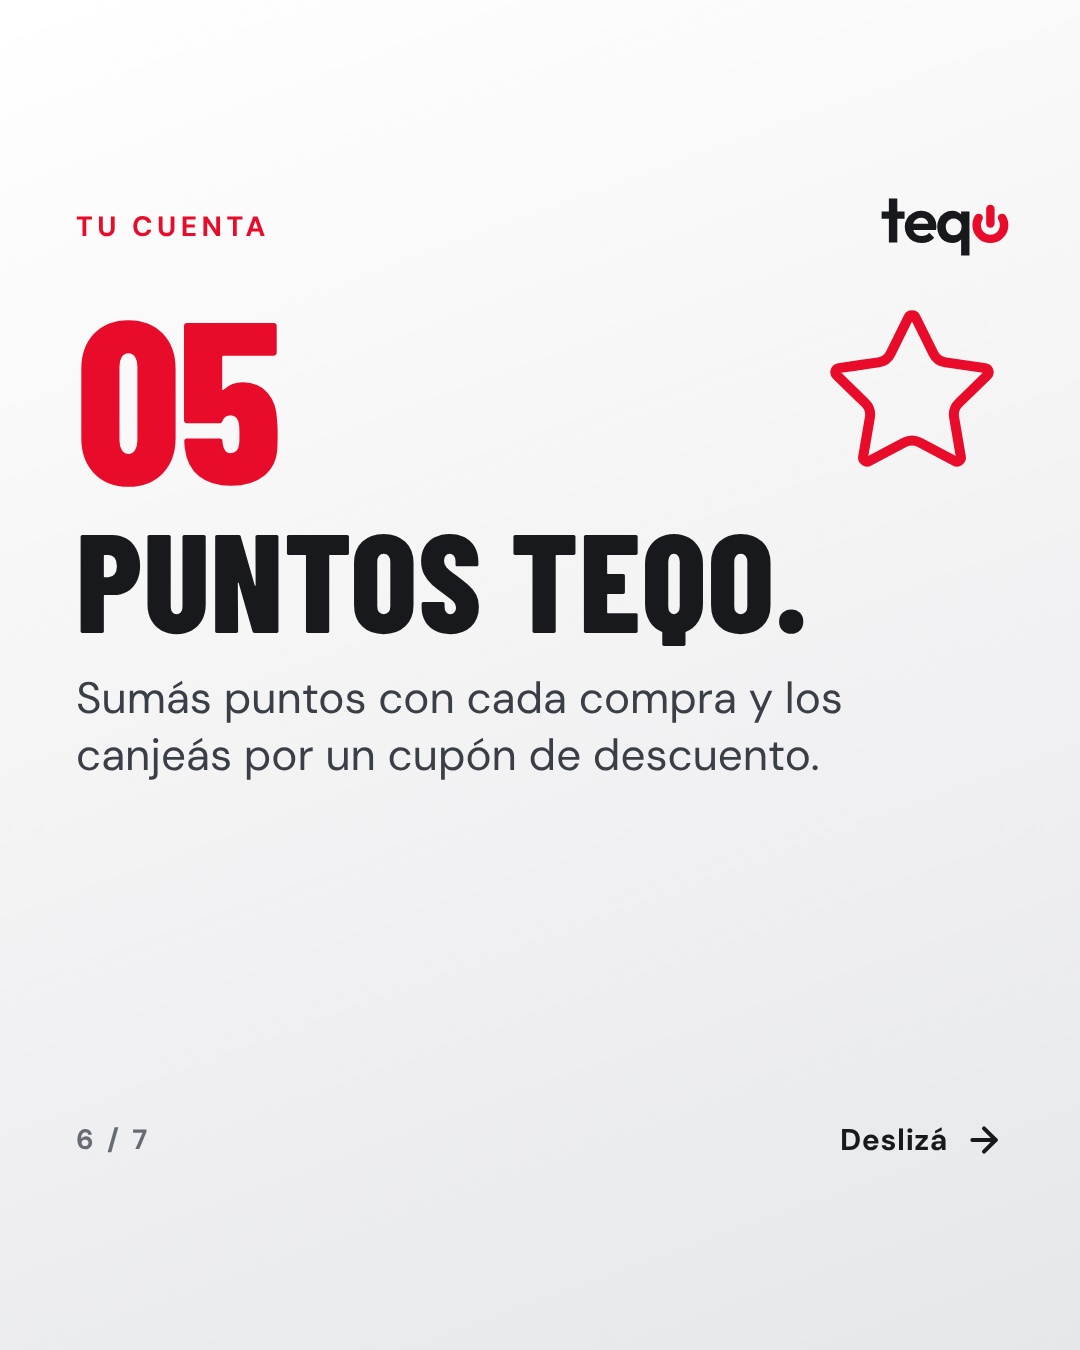 TU CUENTA
teqo
05
PUNTOS TEQO.
Sumás puntos con cada compra y los
canjeás por un cupón de descuento.
6 / 7
Deslizá →